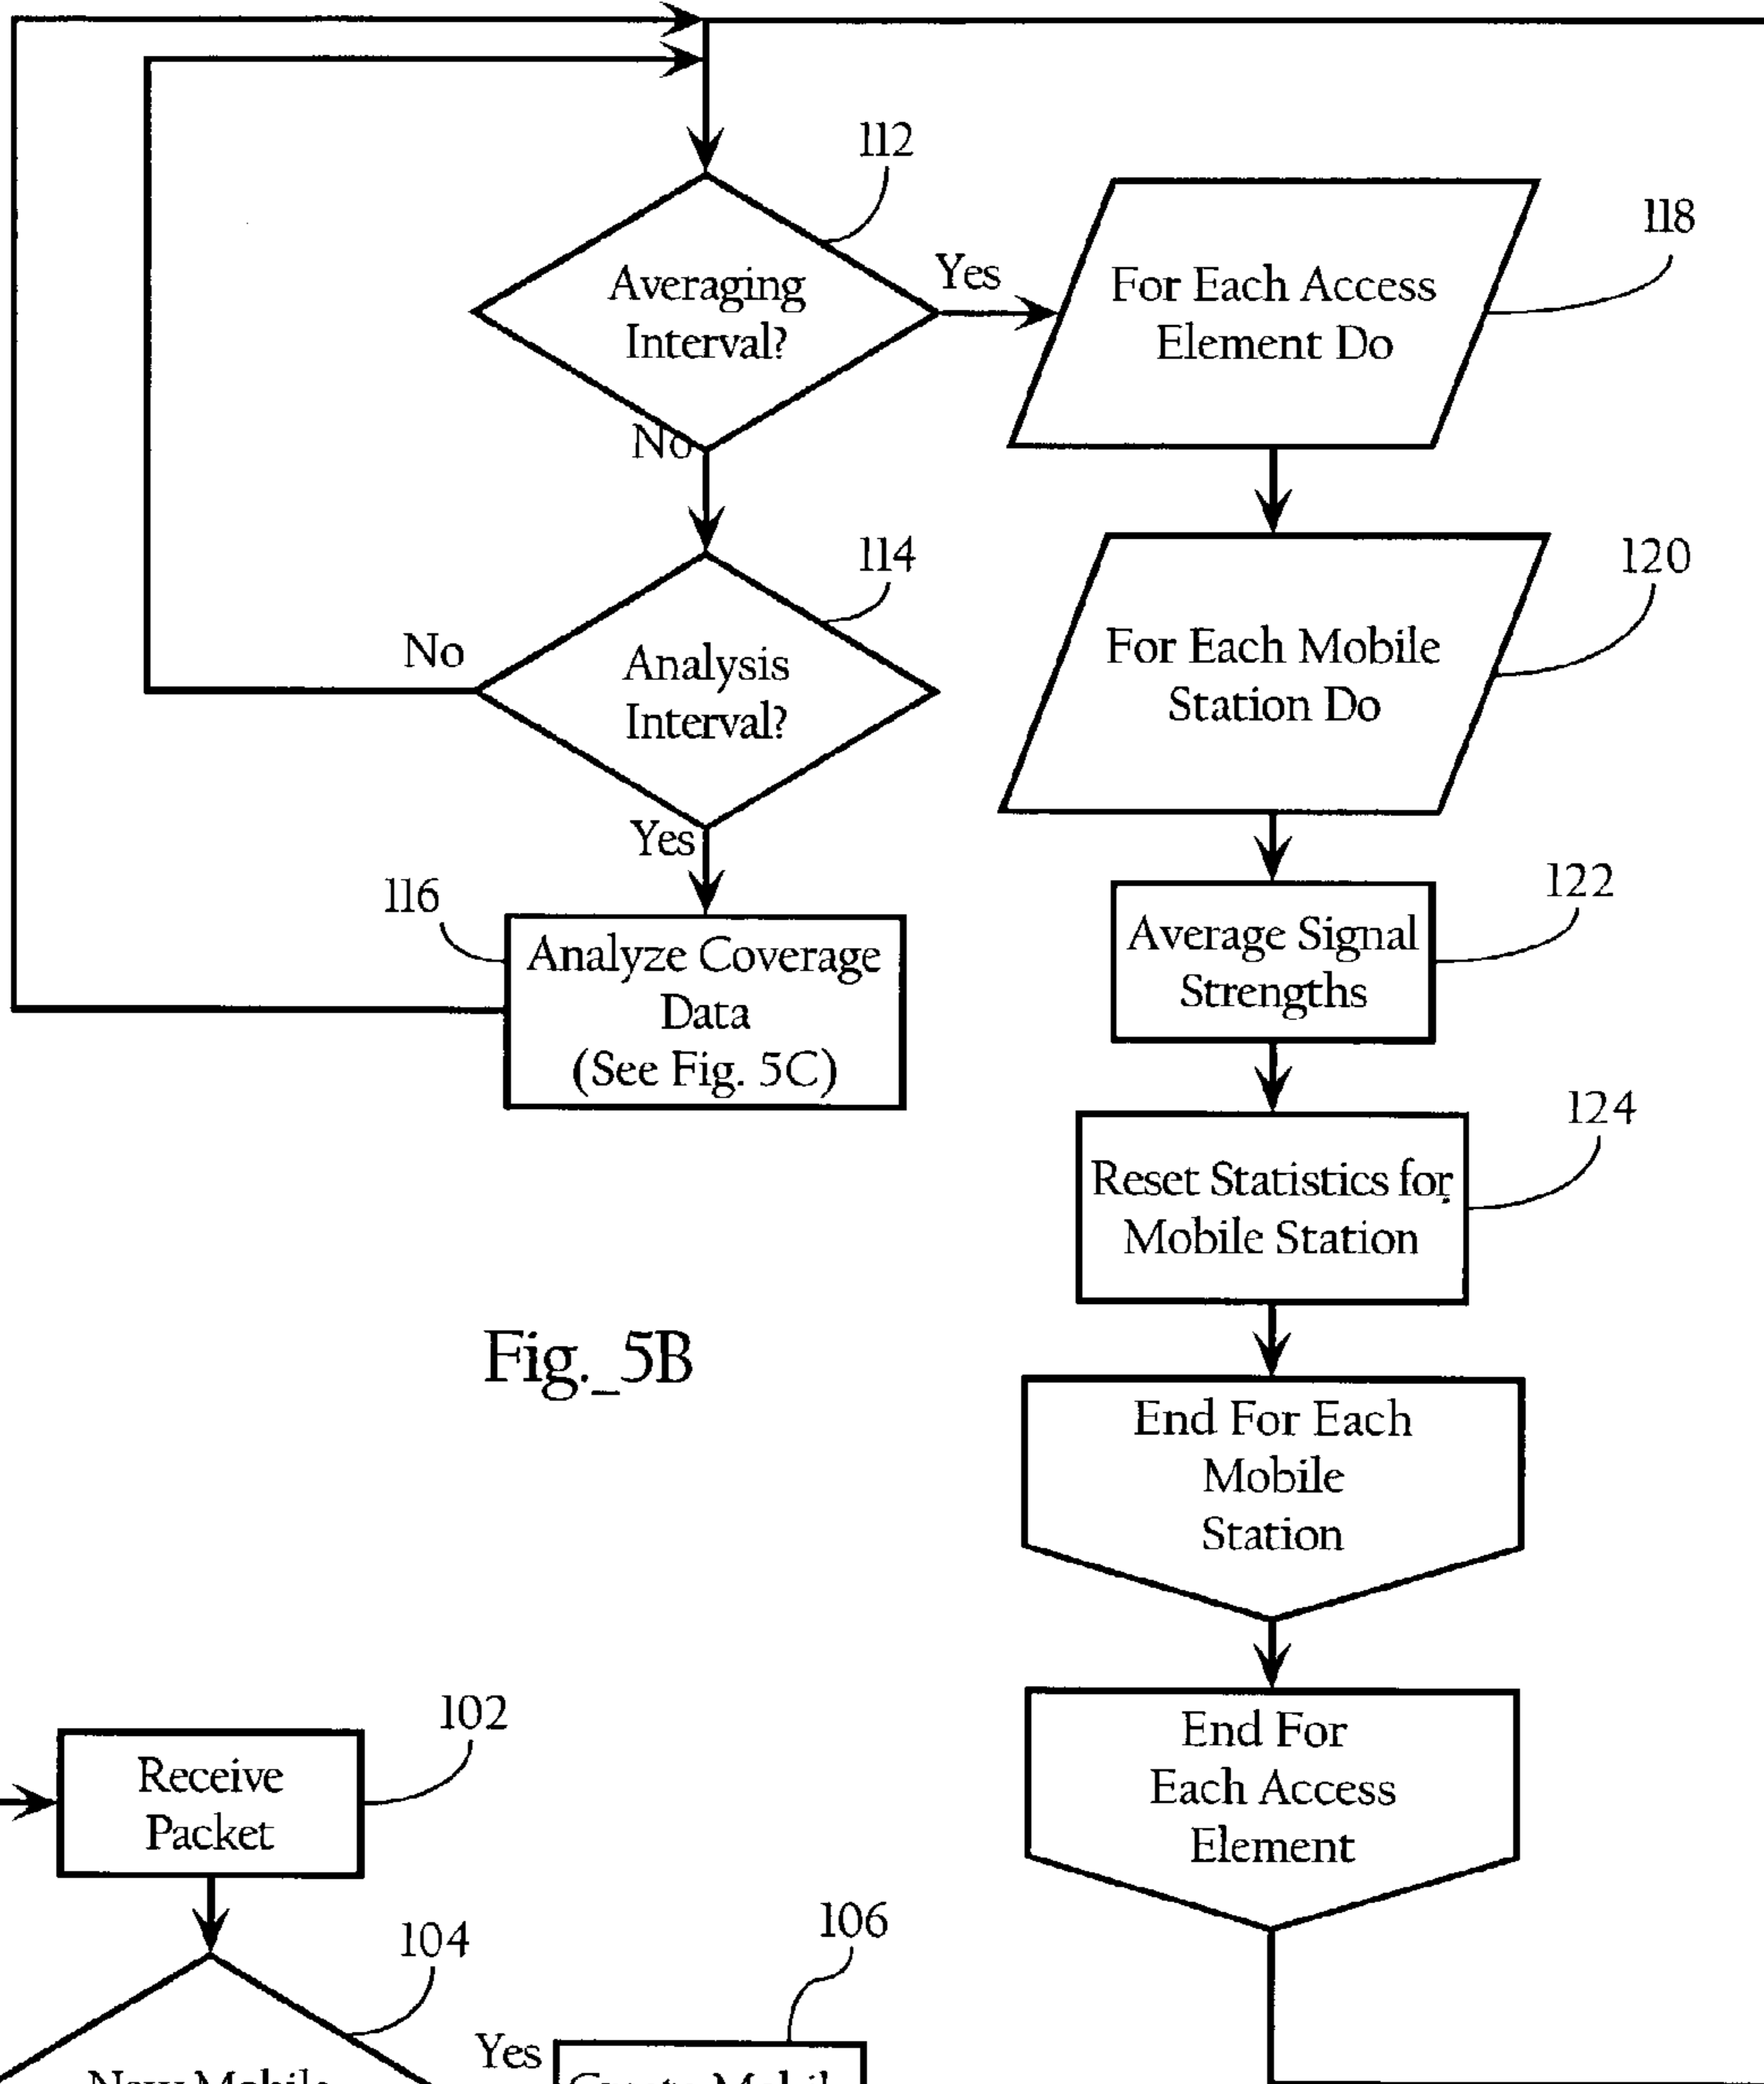 112
Averaging
Interval?
Yes
No
118
For Each Access
Element Do
114
Analysis
Interval?
No
Yes
120
For Each Mobile
Station Do
116
Analyze Coverage
Data
(See Fig. 5C)
122
Average Signal
Strengths
124
Reset Statistics for
Mobile Station
Fig._5B
End For Each
Mobile
Station
End For
Each Access
Element
102
Receive
Packet
104
106
Yes
New Mobile